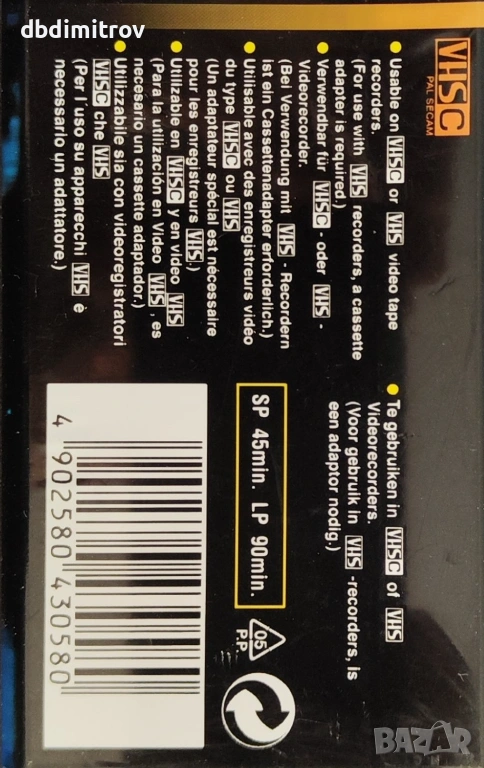 dbdimitrov
VHSC
PAL SECAM
• Usable on VHSC or VHS video tape
recorders.
(For use with VHS recorders, a cassette
adapter is required.)
• Verwendbar für VHSC - oder VHS -
Videorecorder.
(Bei Verwendung mit VHS - Recordern
ist ein Cassettenadapter erforderlich.)
• Utilisable avec des enregistreurs vidéo
du type VHSC ou VHS
(Un adaptateur spécial est nécessaire
pour les enregistreurs VHS.)
• Utilizable en VHSC y en video VHS
(Para la utilización en Video VHS, es
necesario un cassette adaptador.)
• Utilizzabile sia con videoregistratori
VHSC che VHS
(Per l'uso su apparecchi VHS è
necessario un adattatore.)
• Te gebruiken in VHSC of VHS
Videorecorders.
(Voor gebruik in VHS -recorders, is
een adaptor nodig.)
SP 45min. LP 90min.
05
P.P.
4 902580 430580
BAZAR